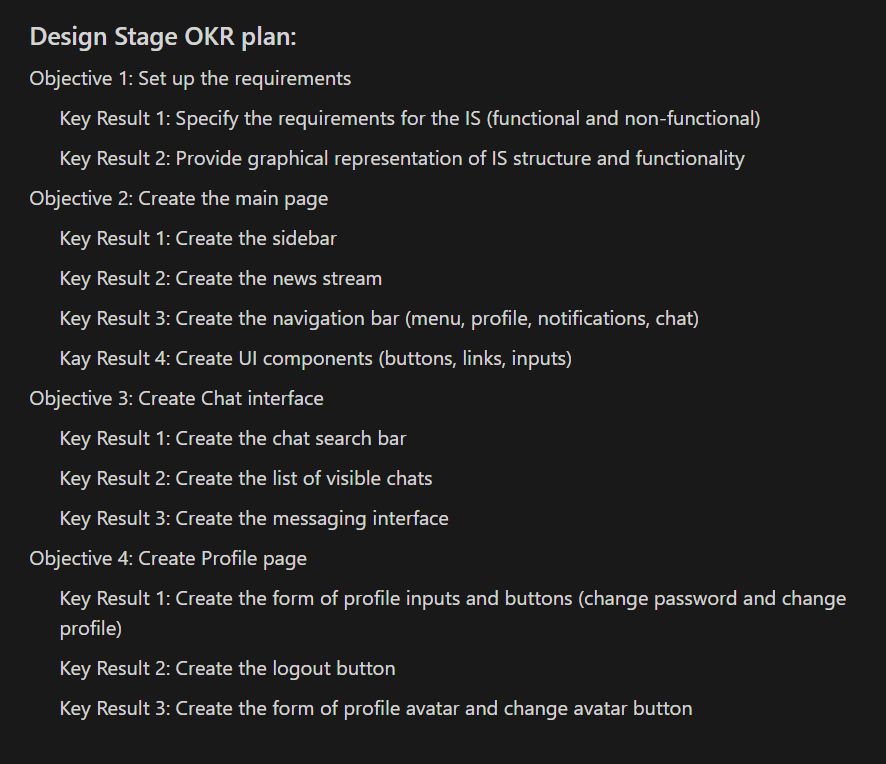 Design Stage OKR plan:
Objective 1: Set up the requirements
Key Result 1: Specify the requirements for the IS (functional and non-functional)
Key Result 2: Provide graphical representation of IS structure and functionality
Objective 2: Create the main page
Key Result 1: Create the sidebar
Key Result 2: Create the news stream
Key Result 3: Create the navigation bar (menu, profile, notifications, chat)
Kay Result 4: Create UI components (buttons, links, inputs)
Objective 3: Create Chat interface
Key Result 1: Create the chat search bar
Key Result 2: Create the list of visible chats
Key Result 3: Create the messaging interface
Objective 4: Create Profile page
Key Result 1: Create the form of profile inputs and buttons (change password and change
profile)
Key Result 2: Create the logout button
Key Result 3: Create the form of profile avatar and change avatar button